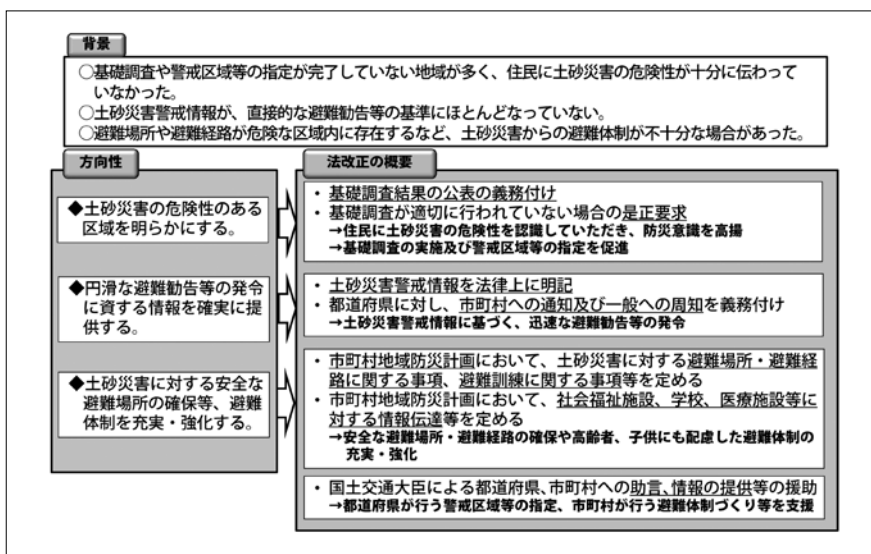 背景
○基礎調査や警戒区域等の指定が完了していない地域が多く、住民に土砂災害の危険性が十分に伝わって
いなかった。
○土砂災害警戒情報が、直接的な避難勧告等の基準にほとんどなっていない。
○避難場所や避難経路が危険な区域内に存在するなど、土砂災害からの避難体制が不十分な場合があった。
方向性
◆土砂災害の危険性のある
区域を明らかにする。
◆円滑な避難勧告等の発令
に資する情報を確実に提
供する。
◆土砂災害に対する安全な
避難場所の確保等、避難
体制を充実・強化する。
法改正の概要
・ 基礎調査結果の公表の義務付け
・ 基礎調査が適切に行われていない場合の是正要求
→住民に土砂災害の危険性を認識していただき、防災意識を高揚
→基礎調査の実施及び警戒区域等の指定を促進
・ 土砂災害警戒情報を法律上に明記
・ 都道府県に対し、市町村への通知及び一般への周知を義務付け
→土砂災害警戒情報に基づく、迅速な避難勧告等の発令
・ 市町村地域防災計画において、土砂災害に対する避難場所・避難経
路に関する事項、避難訓練に関する事項等を定める
・ 市町村地域防災計画において、社会福祉施設、学校、医療施設等に
対する情報伝達等を定める
→安全な避難場所・避難経路の確保や高齢者、子供にも配慮した避難体制の
充実・強化
・ 国土交通大臣による都道府県、市町村への助言、情報の提供等の援助
→都道府県が行う警戒区域等の指定、市町村が行う避難体制づくり等を支援